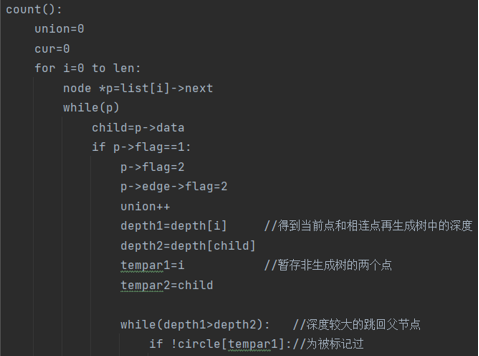 count():
    union=0
    cur=0
    for i=0 to len:
        node *p=list[i]->next
        while(p)
            child=p->data
            if p->flag==1:
                p->flag=2
                p->edge->flag=2
                union++
                depth1=depth[i]     //得到当前点和相连点再生成树中的深度
                depth2=depth[child]
                tempar1=i           //暂存非生成树的两个点
                tempar2=child

                while(depth1>depth2):   //深度较大的跳回父节点
                    if !circle[tempar1]://为被标记过